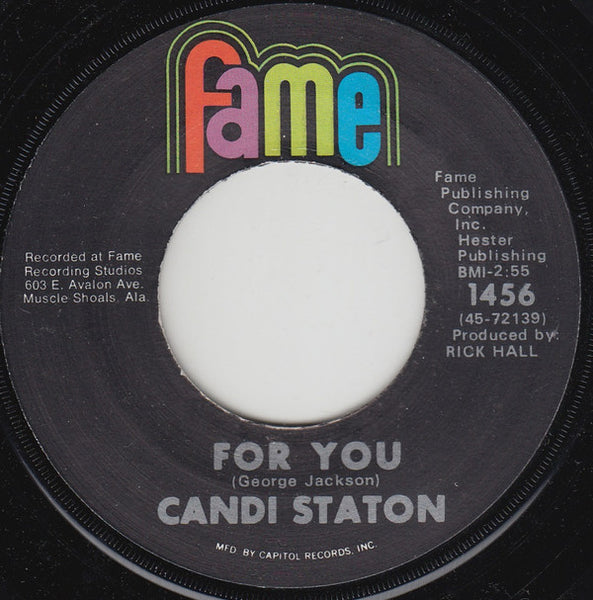 fame
Recorded at Fame
Recording Studios
603 E. Avalon Ave.
Muscle Shoals, Ala.
Fame
Publishing
Company,
Inc.
Hester
Publishing
BMI-2:55
1456
(45-72139)
Produced by:
RICK HALL
FOR YOU
(George Jackson)
CANDI STATON
MFD. BY CAPITOL RECORDS, INC.